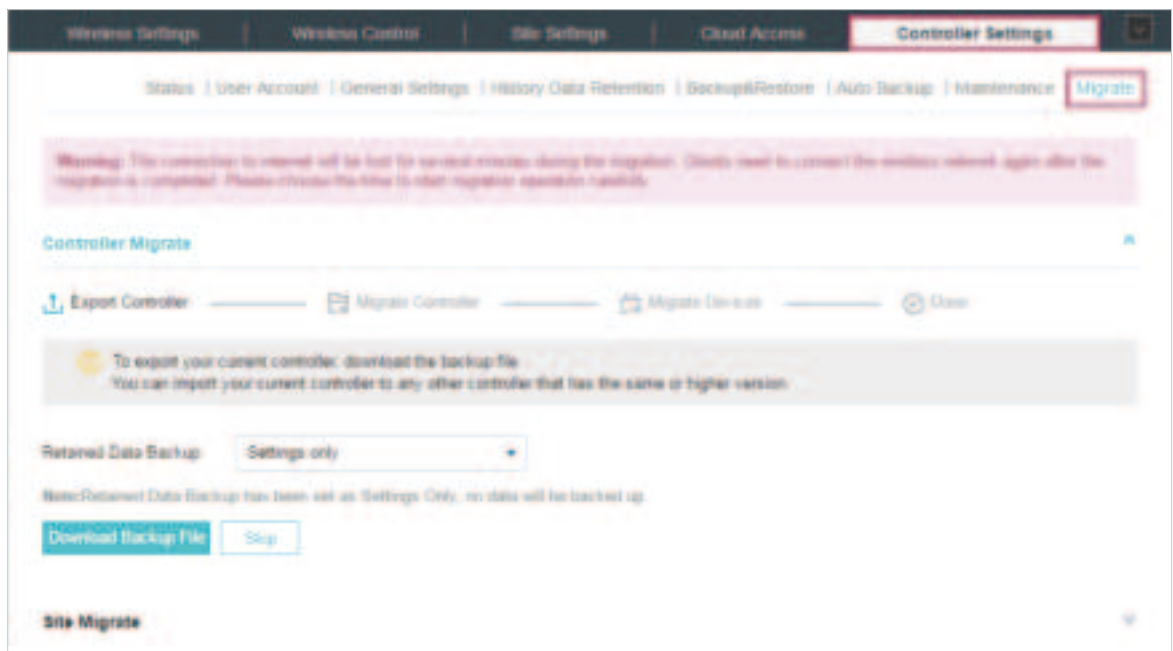 Wireless Settings | Wireless Control | Site Settings | Cloud Access Controller Settings
Status | User Account | General Settings | History Data Retention | Backup&Restore | Auto Backup | Maintenance Migrate
Warning: The connection to internet will be lost for several minutes during the migration. Clients need to connect the wireless network again after the
migration is completed. Please choose the time to start migration operation carefully.
Controller Migrate
Export Controller Migrate Controller Migrate Devices Done
To export your current controller, download the backup file
You can import your current controller to any other controller that has the same or higher version
Retained Data Backup Settings only
Note:Retained Data Backup has been set as Settings Only, no data will be backed up.
Download Backup File Skip
Site Migrate